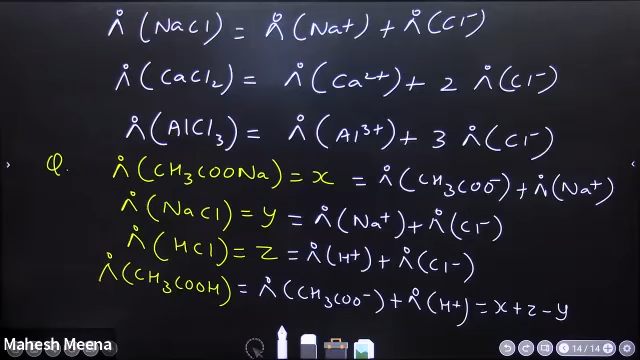 Λ̊(NaCl) = Λ̊(Na+) + Λ̊(Cl−)
Λ̊(CaCl₂) = Λ̊(Ca²⁺) + 2 Λ̊(Cl−)
Λ̊(AlCl₃) = Λ̊(Al³⁺) + 3 Λ̊(Cl−)
Q. Λ̊(CH₃COONa) = x = Λ̊(CH₃COO⁻) + Λ̊(Na+)
Λ̊(NaCl) = y = Λ̊(Na+) + Λ̊(Cl−)
Λ̊(HCl) = z = Λ̊(H+) + Λ̊(Cl−)
Λ̊(CH₃COOH) = Λ̊(CH₃COO⁻) + Λ̊(H+) = x + z − y
Mahesh Meena
14 / 14